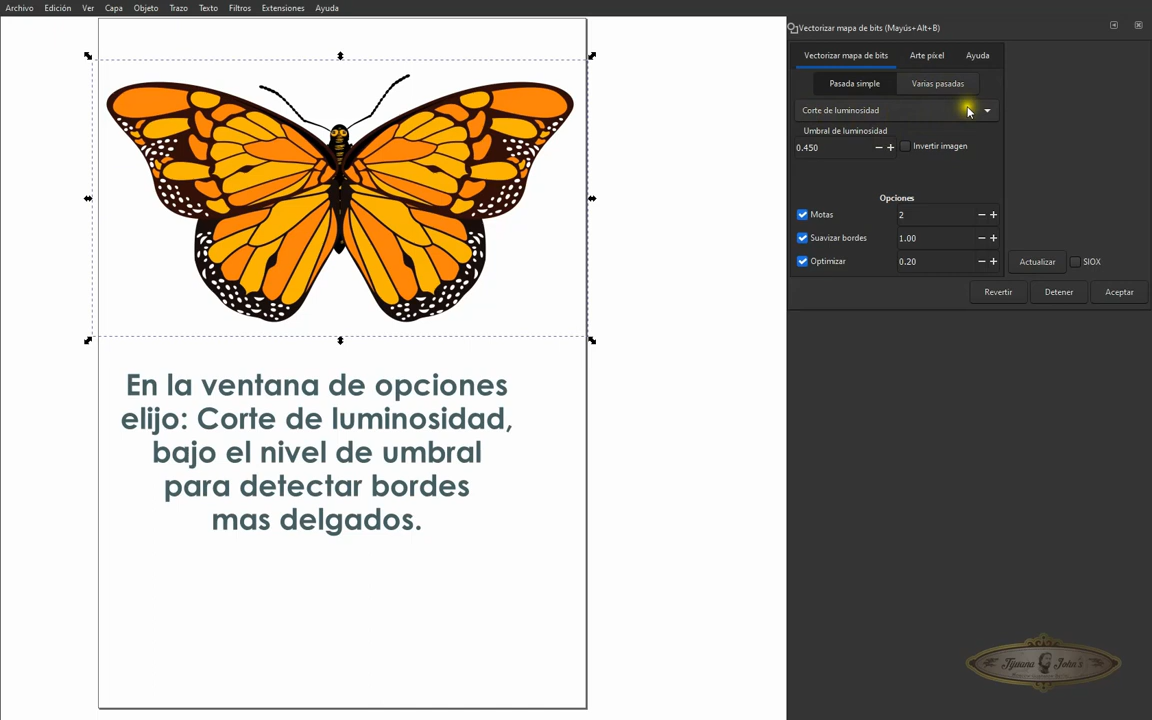 Archivo Edición Ver Capa Objeto Trazo Texto Filtros Extensiones Ayuda
Vectorizar mapa de bits (Mayús+Alt+B)
Vectorizar mapa de bits Arte píxel Ayuda
Pasada simple Varias pasadas
Corte de luminosidad
Umbral de luminosidad
0.450 Invertir imagen
Opciones
Motas 2
Suavizar bordes 1.00
Optimizar 0.20 Actualizar SIOX
Revertir Detener Aceptar
En la ventana de opciones
elijo: Corte de luminosidad,
bajo el nivel de umbral
para detectar bordes
mas delgados.
Tijuana John's